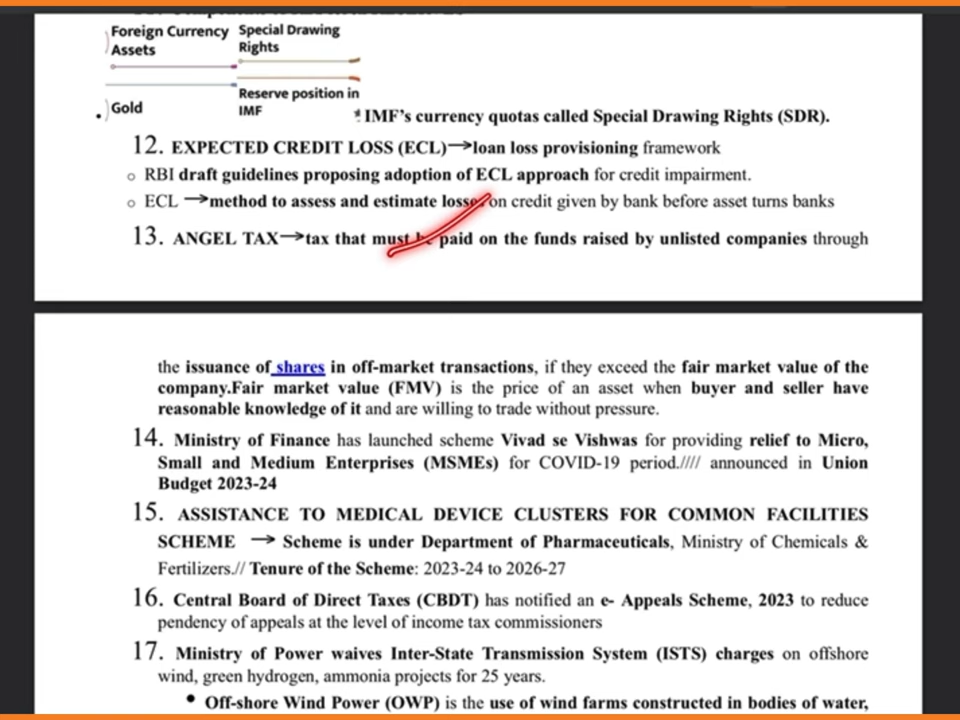 Foreign Currency Special Drawing
Assets Rights
Gold Reserve position in
IMF
*IMF's currency quotas called Special Drawing Rights (SDR).
12. EXPECTED CREDIT LOSS (ECL)→loan loss provisioning framework
○ RBI draft guidelines proposing adoption of ECL approach for credit impairment.
○ ECL →method to assess and estimate losses on credit given by bank before asset turns banks
13. ANGEL TAX→tax that must be paid on the funds raised by unlisted companies through
the issuance of shares in off-market transactions, if they exceed the fair market value of the
company.Fair market value (FMV) is the price of an asset when buyer and seller have
reasonable knowledge of it and are willing to trade without pressure.
14. Ministry of Finance has launched scheme Vivad se Vishwas for providing relief to Micro,
Small and Medium Enterprises (MSMEs) for COVID-19 period.//// announced in Union
Budget 2023-24
15. ASSISTANCE TO MEDICAL DEVICE CLUSTERS FOR COMMON FACILITIES
SCHEME → Scheme is under Department of Pharmaceuticals, Ministry of Chemicals &
Fertilizers.// Tenure of the Scheme: 2023-24 to 2026-27
16. Central Board of Direct Taxes (CBDT) has notified an e- Appeals Scheme, 2023 to reduce
pendency of appeals at the level of income tax commissioners
17. Ministry of Power waives Inter-State Transmission System (ISTS) charges on offshore
wind, green hydrogen, ammonia projects for 25 years.
• Off-shore Wind Power (OWP) is the use of wind farms constructed in bodies of water,